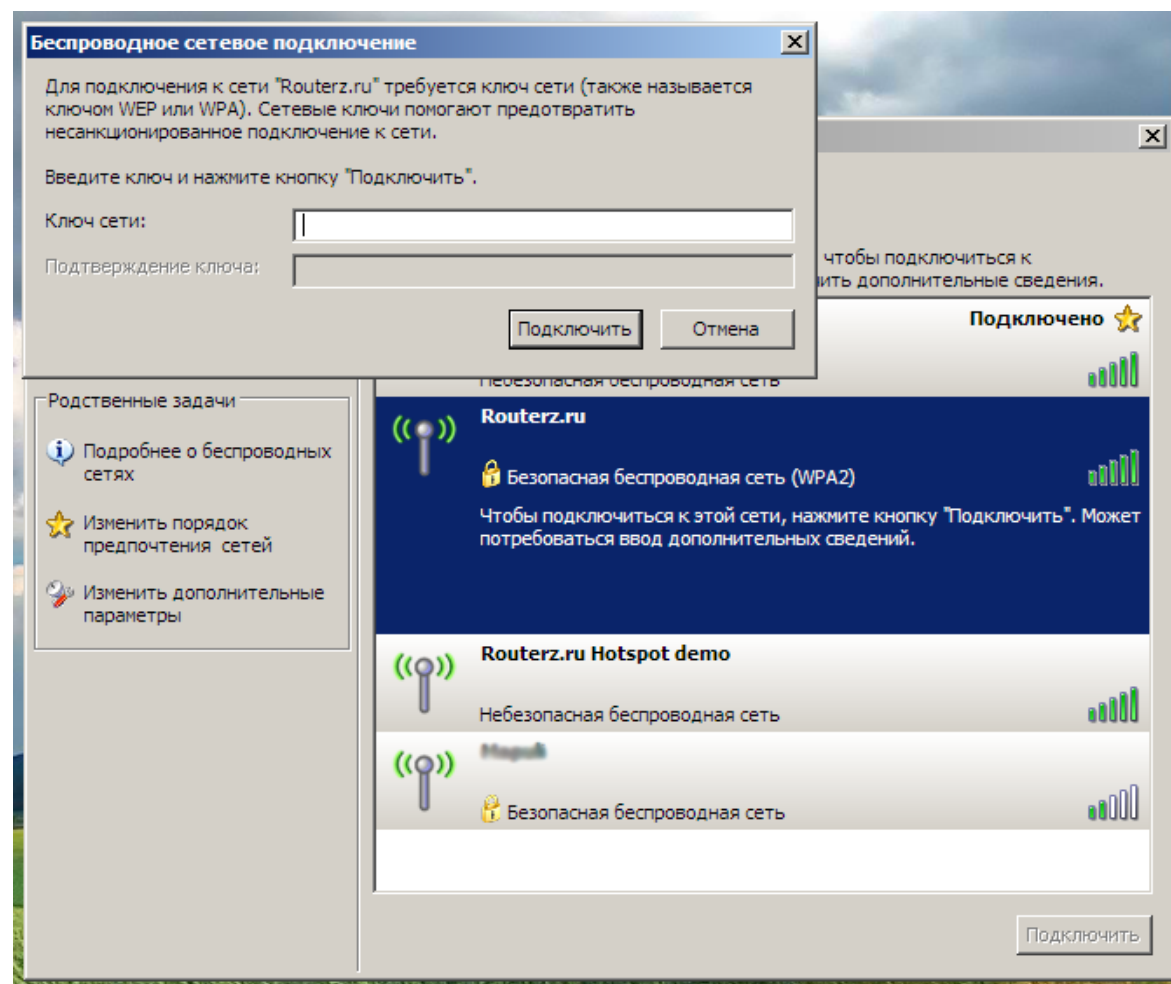 Беспроводное сетевое подключение
Для подключения к сети "Routerz.ru" требуется ключ сети (также называется
ключом WEP или WPA). Сетевые ключи помогают предотвратить
несанкционированное подключение к сети.
Введите ключ и нажмите кнопку "Подключить".
Ключ сети:
Подтверждение ключа:
Подключить
Отмена
чтобы подключиться к
дополнительные сведения.
Подключено
Небезопасная беспроводная сеть
Родственные задачи
Подробнее о беспроводных
сетях
Изменить порядок
предпочтения сетей
Изменить дополнительные
параметры
Routerz.ru
Безопасная беспроводная сеть (WPA2)
Чтобы подключиться к этой сети, нажмите кнопку "Подключить". Может
потребоваться ввод дополнительных сведений.
Routerz.ru Hotspot demo
Небезопасная беспроводная сеть
Безопасная беспроводная сеть
Подключить